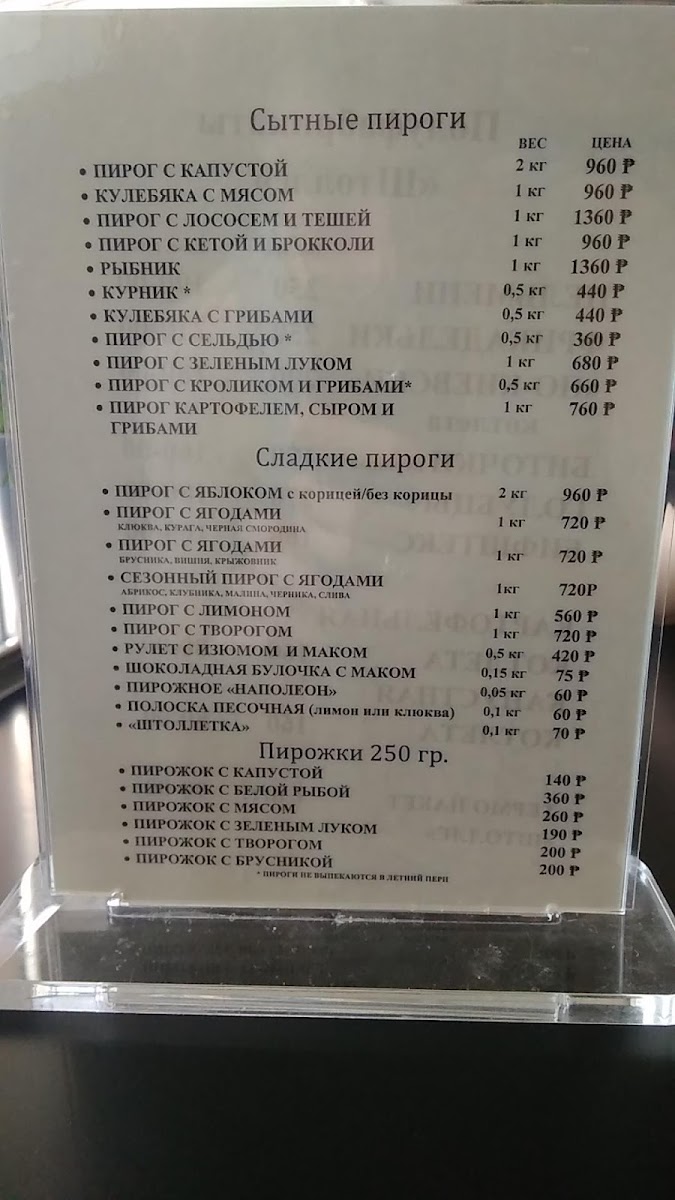 Сытные пироги
ВЕС ЦЕНА
• ПИРОГ С КАПУСТОЙ 2 кг 960 ₽
• КУЛЕБЯКА С МЯСОМ 1 кг 960 ₽
• ПИРОГ С ЛОСОСЕМ И ТЕШЕЙ 1 кг 1360 ₽
• ПИРОГ С КЕТОЙ И БРОККОЛИ 1 кг 960 ₽
• РЫБНИК 1 кг 1360 ₽
• КУРНИК * 0,5 кг 440 ₽
• КУЛЕБЯКА С ГРИБАМИ 0,5 кг 440 ₽
• ПИРОГ С СЕЛЬДЬЮ * 0,5 кг 360 ₽
• ПИРОГ С ЗЕЛЕНЫМ ЛУКОМ 1 кг 680 ₽
• ПИРОГ С КРОЛИКОМ И ГРИБАМИ* 0,5 кг 660 ₽
• ПИРОГ КАРТОФЕЛЕМ, СЫРОМ И 1 кг 760 ₽
ГРИБАМИ
Сладкие пироги
• ПИРОГ С ЯБЛОКОМ с корицей/без корицы 2 кг 960 ₽
• ПИРОГ С ЯГОДАМИ 1 кг 720 ₽
КЛЮКВА, КУРАГА, ЧЕРНАЯ СМОРОДИНА
• ПИРОГ С ЯГОДАМИ 1 кг 720 ₽
БРУСНИКА, ВИШНЯ, КРЫЖОВНИК
• СЕЗОННЫЙ ПИРОГ С ЯГОДАМИ 1кг 720Р
АБРИКОС, КЛУБНИКА, МАЛИНА, ЧЕРНИКА, СЛИВА
• ПИРОГ С ЛИМОНОМ 1 кг 560 ₽
• ПИРОГ С ТВОРОГОМ 1 кг 720 ₽
• РУЛЕТ С ИЗЮМОМ И МАКОМ 0,5 кг 420 ₽
• ШОКОЛАДНАЯ БУЛОЧКА С МАКОМ 0,15 кг 75 ₽
• ПИРОЖНОЕ «НАПОЛЕОН» 0,05 кг 60 ₽
• ПОЛОСКА ПЕСОЧНАЯ (лимон или клюква) 0,1 кг 60 ₽
• «ШТОЛЛЕТКА» 0,1 кг 70 ₽
Пирожки 250 гр.
• ПИРОЖОК С КАПУСТОЙ 140 ₽
• ПИРОЖОК С БЕЛОЙ РЫБОЙ 360 ₽
• ПИРОЖОК С МЯСОМ 260 ₽
• ПИРОЖОК С ЗЕЛЕНЫМ ЛУКОМ 190 ₽
• ПИРОЖОК С ТВОРОГОМ 200 ₽
• ПИРОЖОК С БРУСНИКОЙ 200 ₽
* ПИРОГИ НЕ ВЫПЕКАЮТСЯ В ЛЕТНИЙ